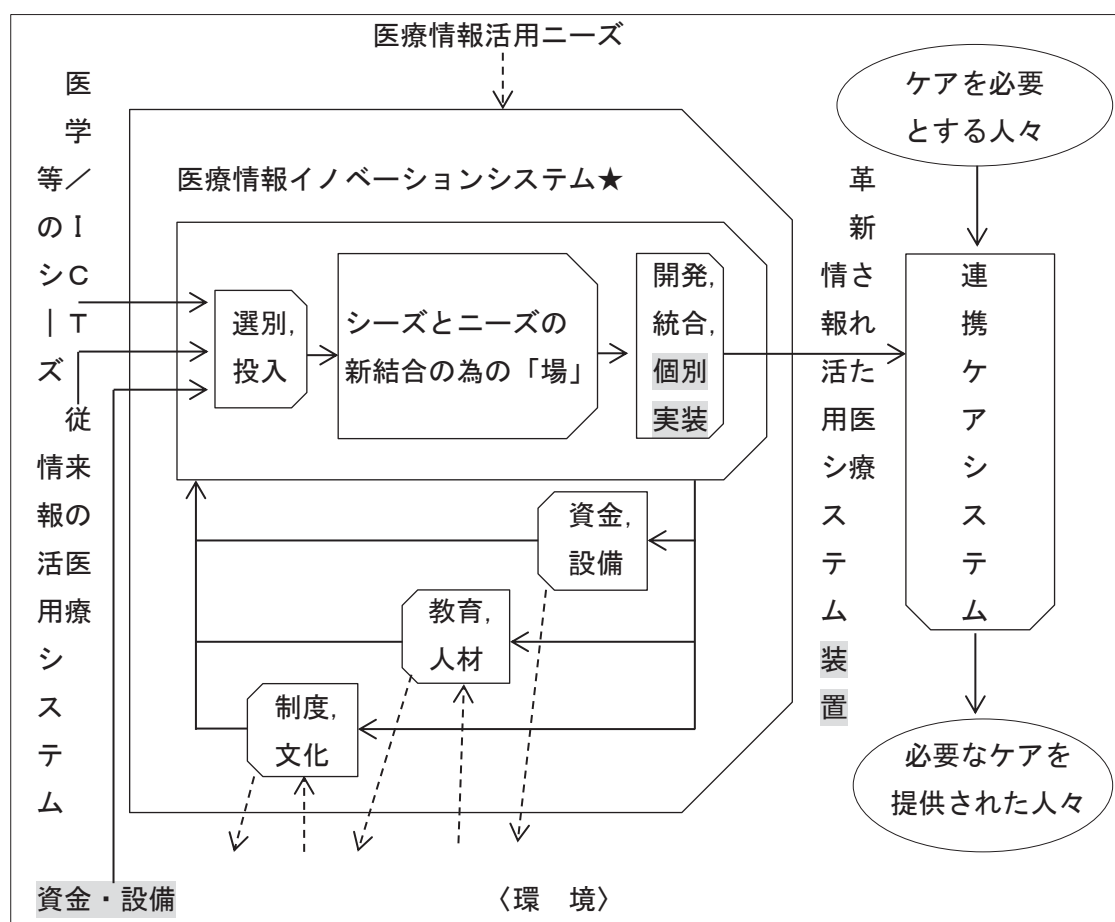 医療情報活用ニーズ
医学／ICT
等のシーズ
従来の医療
情報活用システム
資金・設備
医療情報イノベーションシステム★
選別,
投入
シーズとニーズの
新結合の為の「場」
開発,
統合,
個別
実装
資金,
設備
教育,
人材
制度,
文化
〈環　境〉
革新された医療
情報活用システム装置
ケアを必要
とする人々
連携ケアシステム
必要なケアを
提供された人々